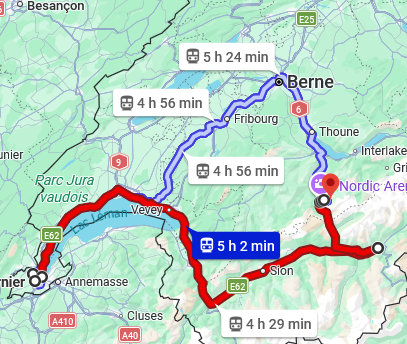 Besançon
E25
5 h 24 min
Berne
4 h 56 min
6
Fribourg
Thoune
9
4 h 56 min
Interlake
unier
Parc Jura
vaudois
Gri
Nordic Aren
Lac Léman
Vevey
E62
5 h 2 min
nier
Annemasse
Sion
E62
A410
Cluses
4 h 29 min
A40